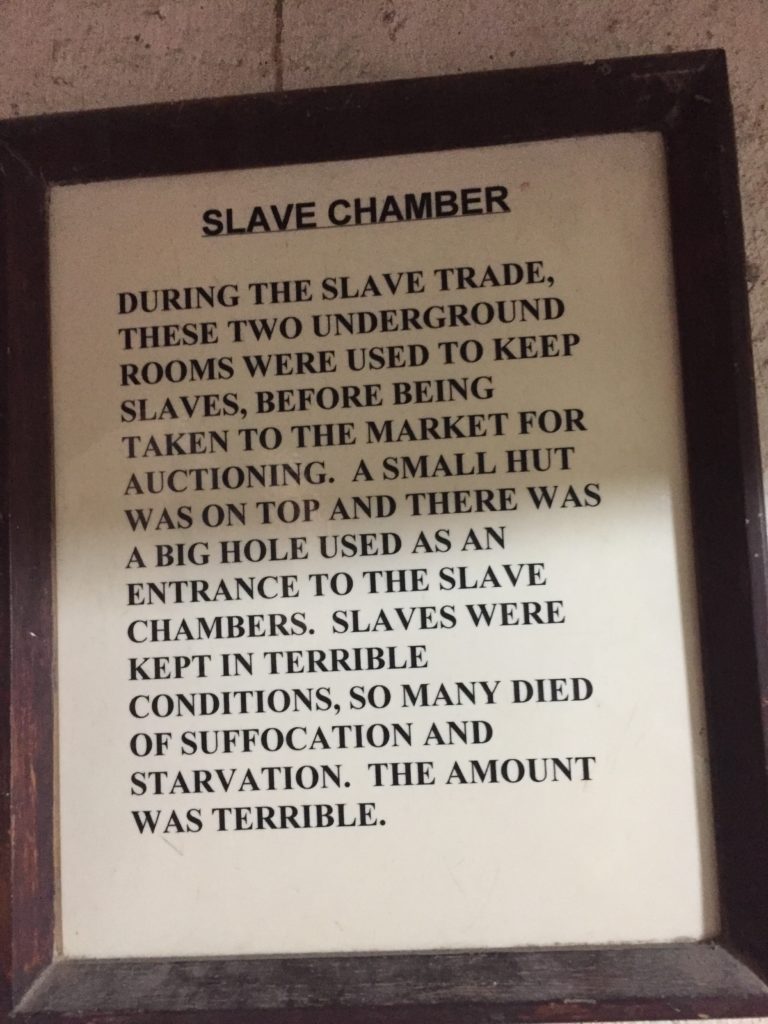 SLAVE CHAMBER
DURING THE SLAVE TRADE,
THESE TWO UNDERGROUND
ROOMS WERE USED TO KEEP
SLAVES, BEFORE BEING
TAKEN TO THE MARKET FOR
AUCTIONING. A SMALL HUT
WAS ON TOP AND THERE WAS
A BIG HOLE USED AS AN
ENTRANCE TO THE SLAVE
CHAMBERS. SLAVES WERE
KEPT IN TERRIBLE
CONDITIONS, SO MANY DIED
OF SUFFOCATION AND
STARVATION. THE AMOUNT
WAS TERRIBLE.